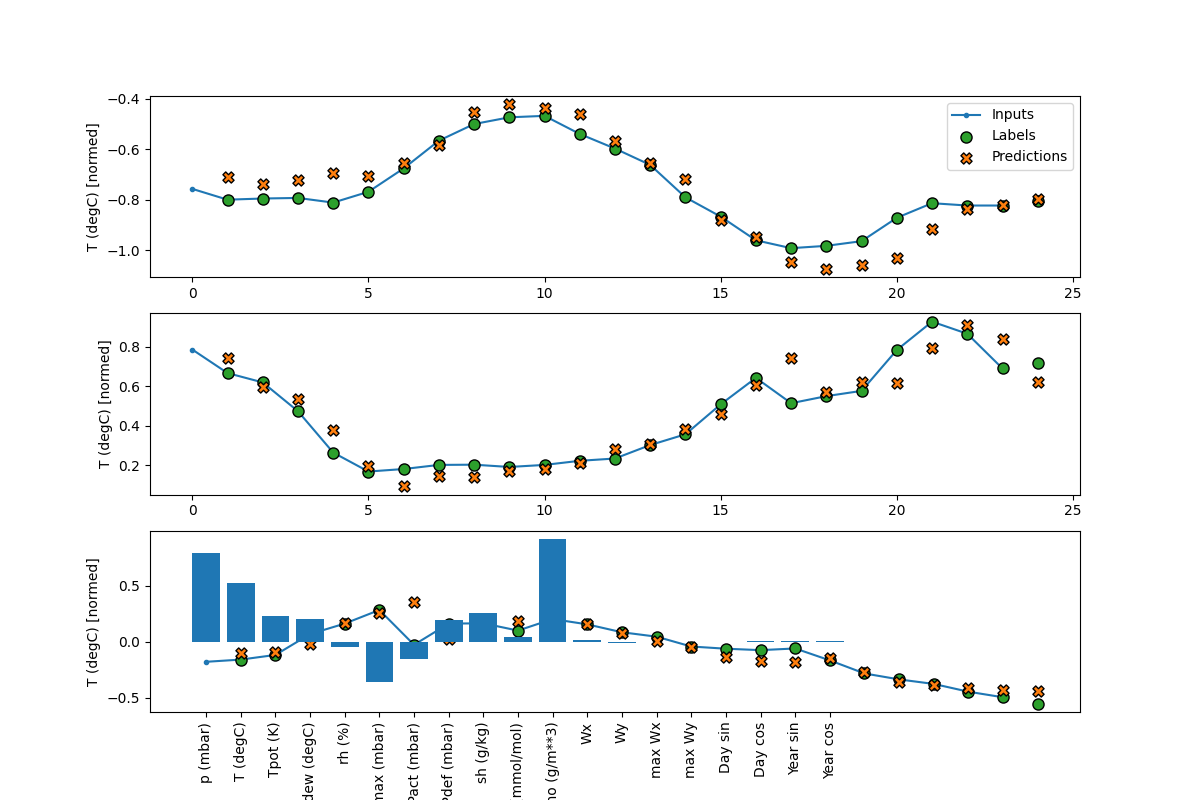 −0.4
−0.6
−0.8
−1.0
T (degC) [normed]
Inputs
Labels
Predictions
0 5 10 15 20 25
0.8
0.6
0.4
0.2
T (degC) [normed]
0 5 10 15 20 25
0.5
0.0
−0.5
T (degC) [normed]
p (mbar)
T (degC)
Tpot (K)
dew (degC)
rh (%)
max (mbar)
Pact (mbar)
Pdef (mbar)
sh (g/kg)
mmol/mol)
ho (g/m**3)
Wx
Wy
max Wx
max Wy
Day sin
Day cos
Year sin
Year cos